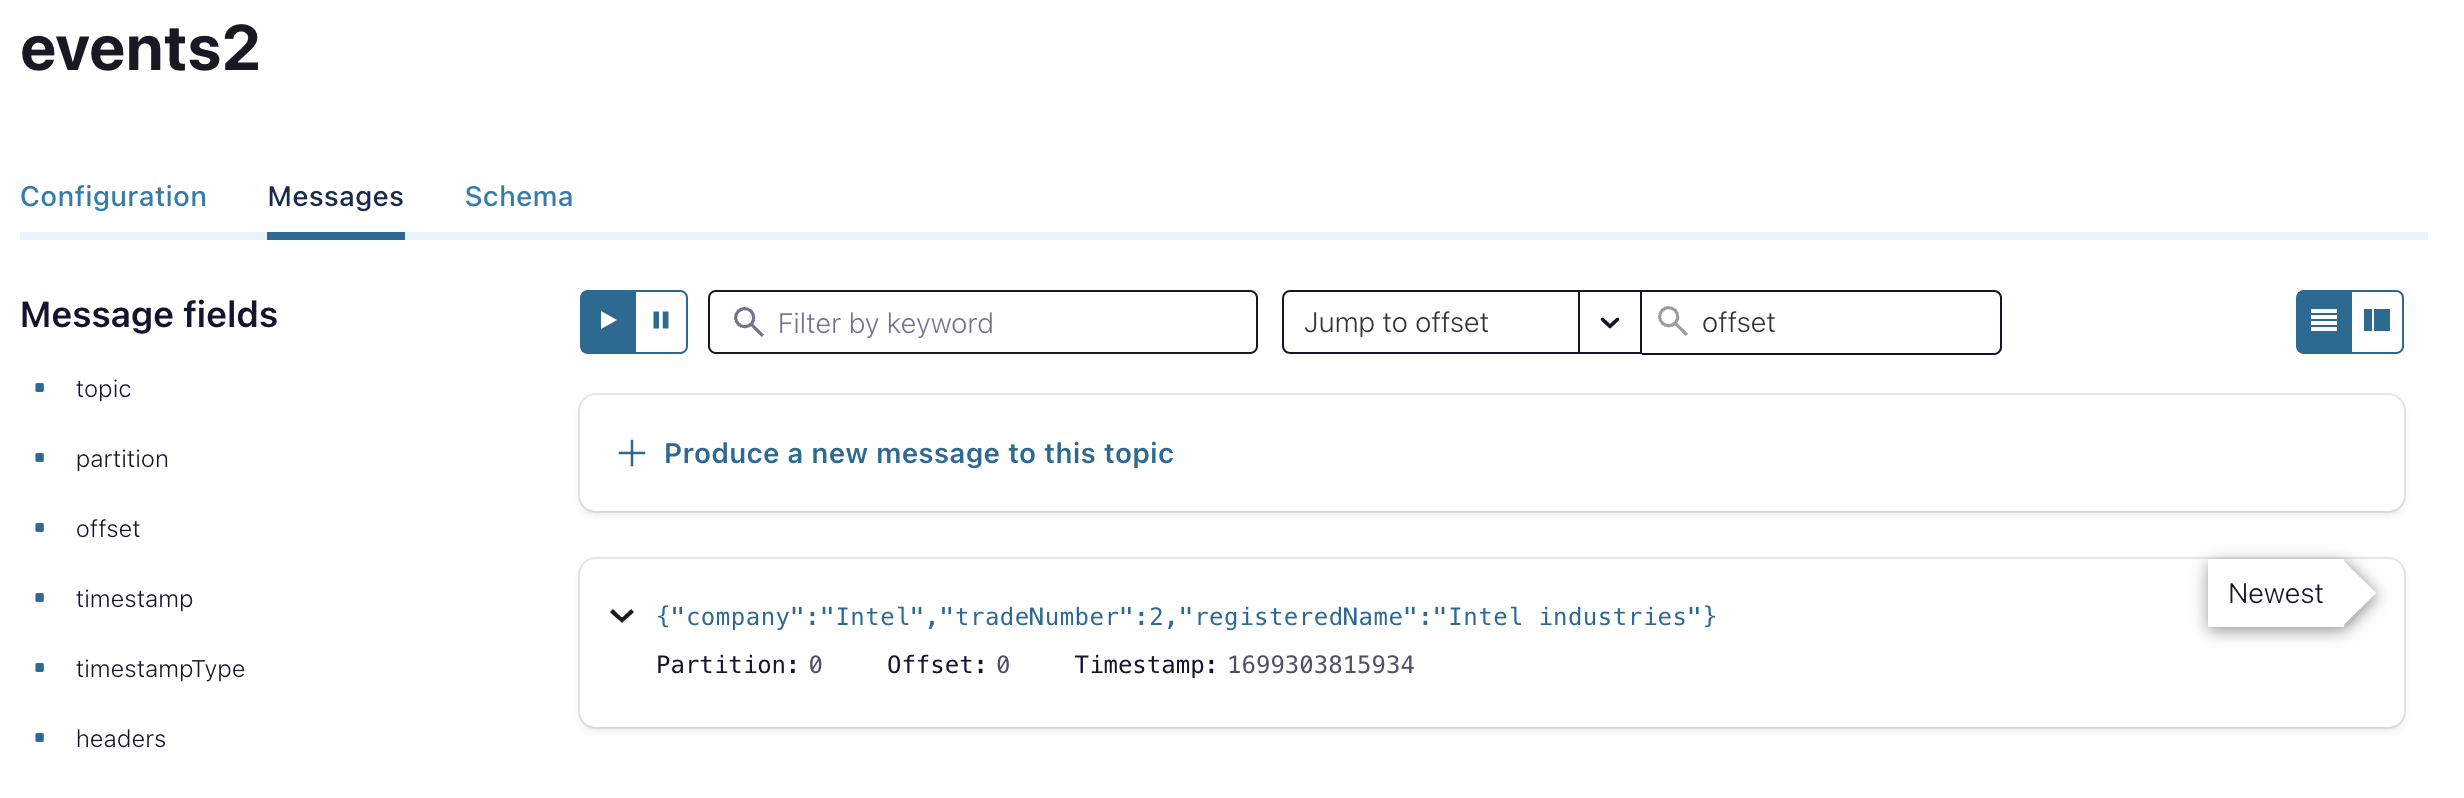 events2
Configuration Messages Schema
Message fields
topic
partition
offset
timestamp
timestampType
headers
Filter by keyword
Jump to offset
offset
Produce a new message to this topic
Newest
{"company":"Intel","tradeNumber":2,"registeredName":"Intel industries"}
Partition: 0 Offset: 0 Timestamp: 1699303815934